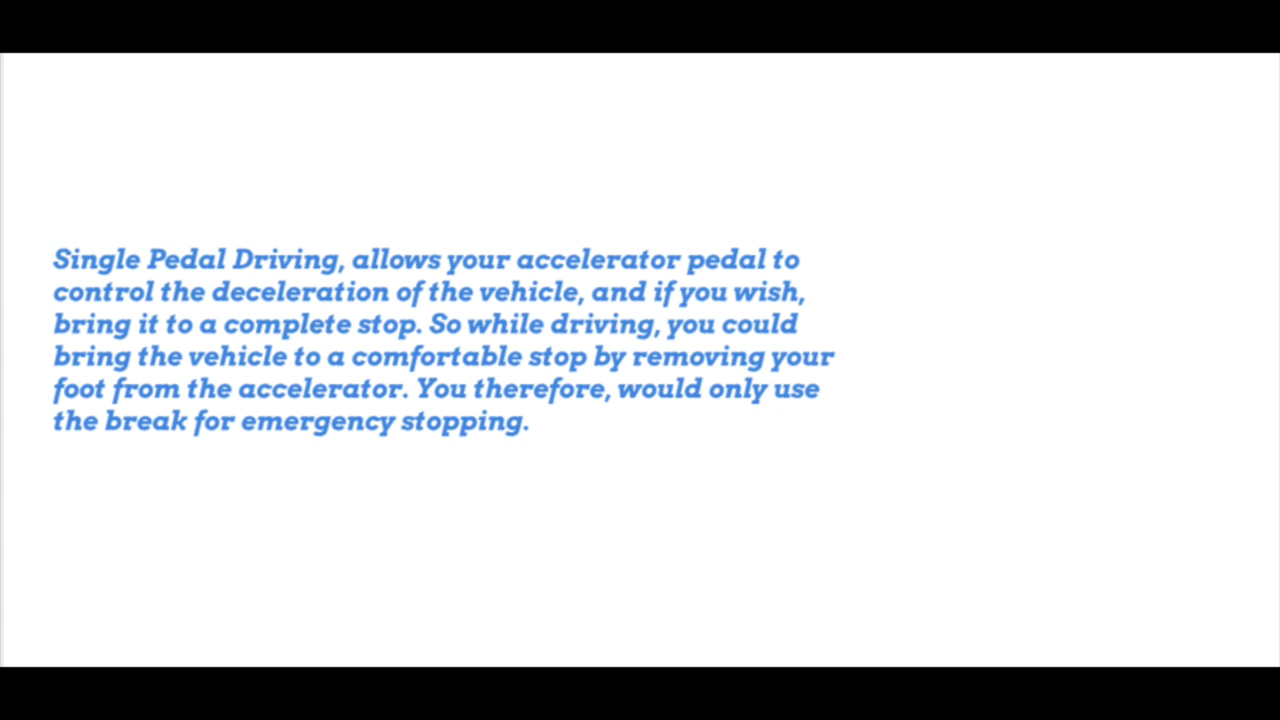 Single Pedal Driving, allows your accelerator pedal to
control the deceleration of the vehicle, and if you wish,
bring it to a complete stop. So while driving, you could
bring the vehicle to a comfortable stop by removing your
foot from the accelerator. You therefore, would only use
the break for emergency stopping.